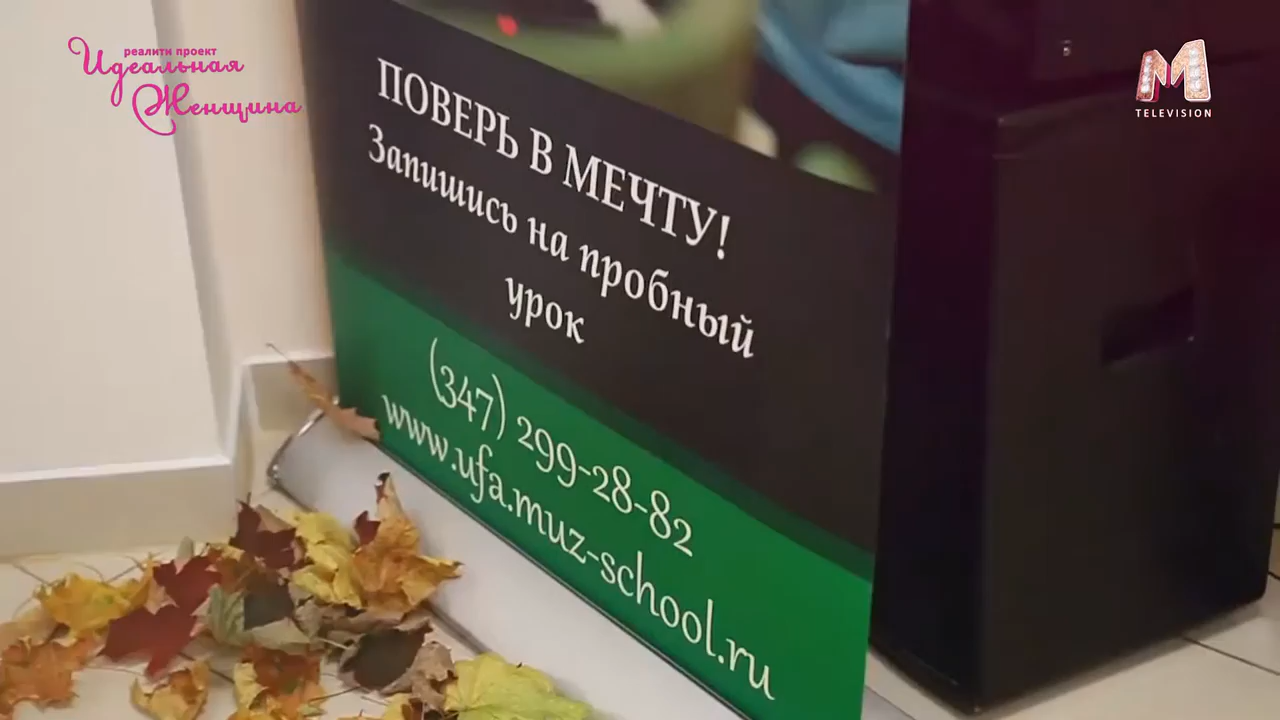 реалити проект
Идеальная
Женщина
M
TELEVISION
ПОВЕРЬ В МЕЧТУ!
Запишись на пробный
урок
(347) 299-28-82
www.ufa.muz-school.ru